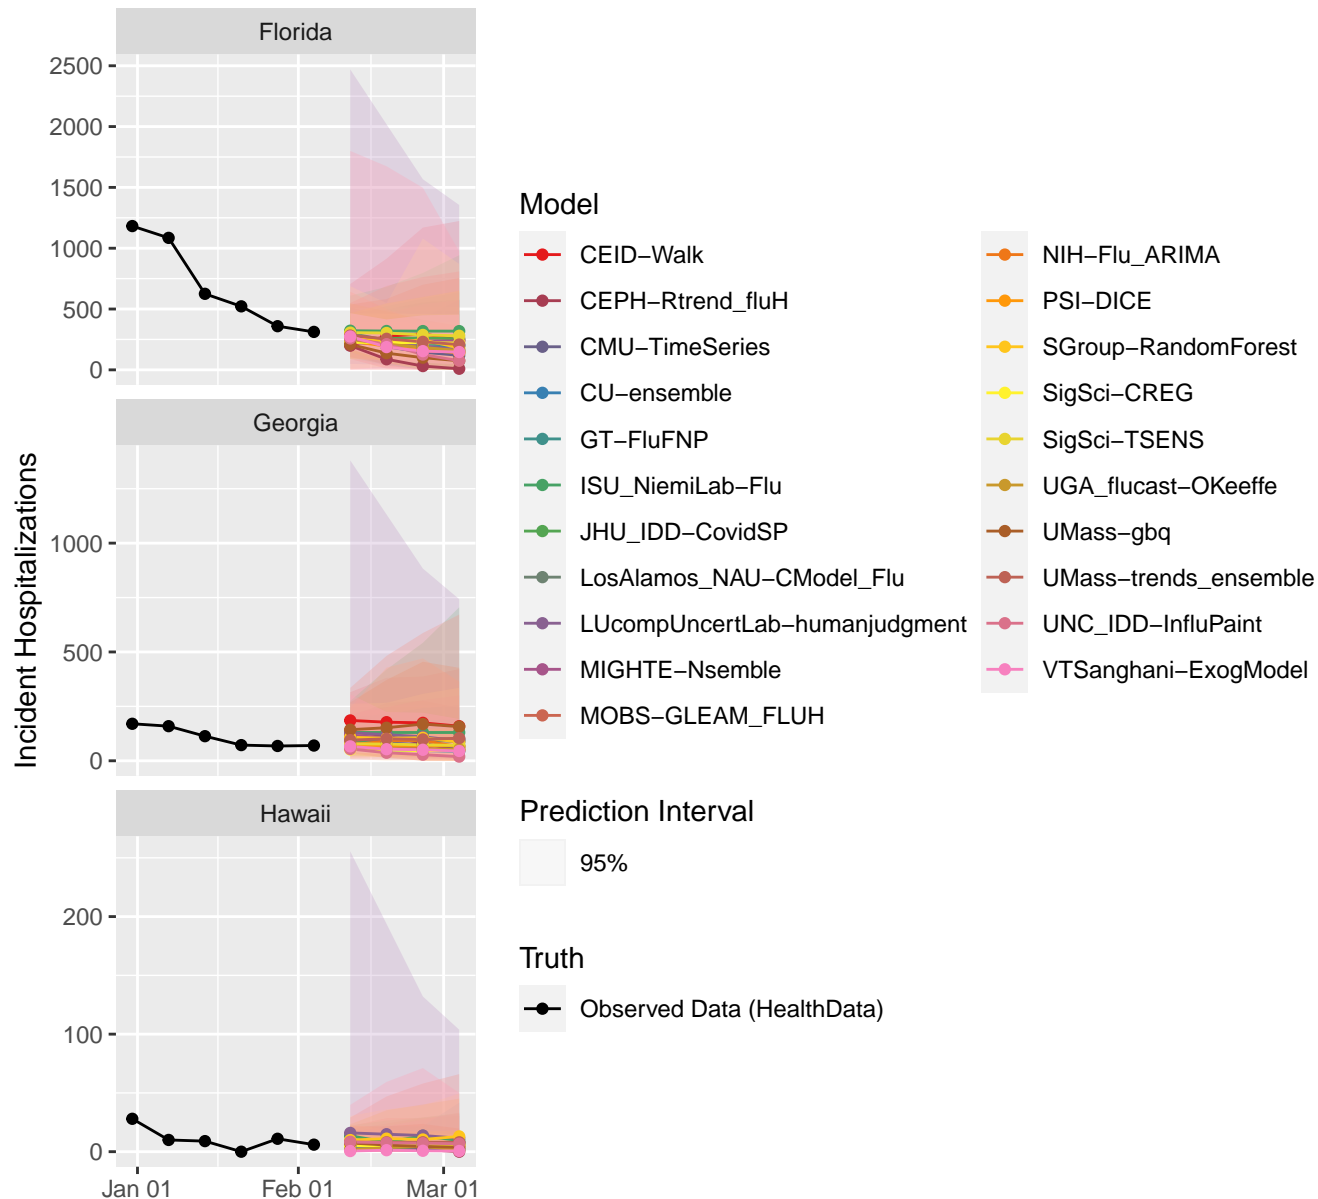 Florida
2500
2000
1500
1000
500
0
Georgia
1000
500
0
Hawaii
200
100
0
Jan 01
Feb 01
Mar 01
Incident Hospitalizations
Model
CEID−Walk
CEPH−Rtrend_fluH
CMU−TimeSeries
CU−ensemble
GT−FluFNP
ISU_NiemiLab−Flu
JHU_IDD−CovidSP
LosAlamos_NAU−CModel_Flu
LUcompUncertLab−humanjudgment
MIGHTE−Nsemble
MOBS−GLEAM_FLUH
NIH−Flu_ARIMA
PSI−DICE
SGroup−RandomForest
SigSci−CREG
SigSci−TSENS
UGA_flucast−OKeeffe
UMass−gbq
UMass−trends_ensemble
UNC_IDD−InfluPaint
VTSanghani−ExogModel
Prediction Interval
95%
Truth
Observed Data (HealthData)